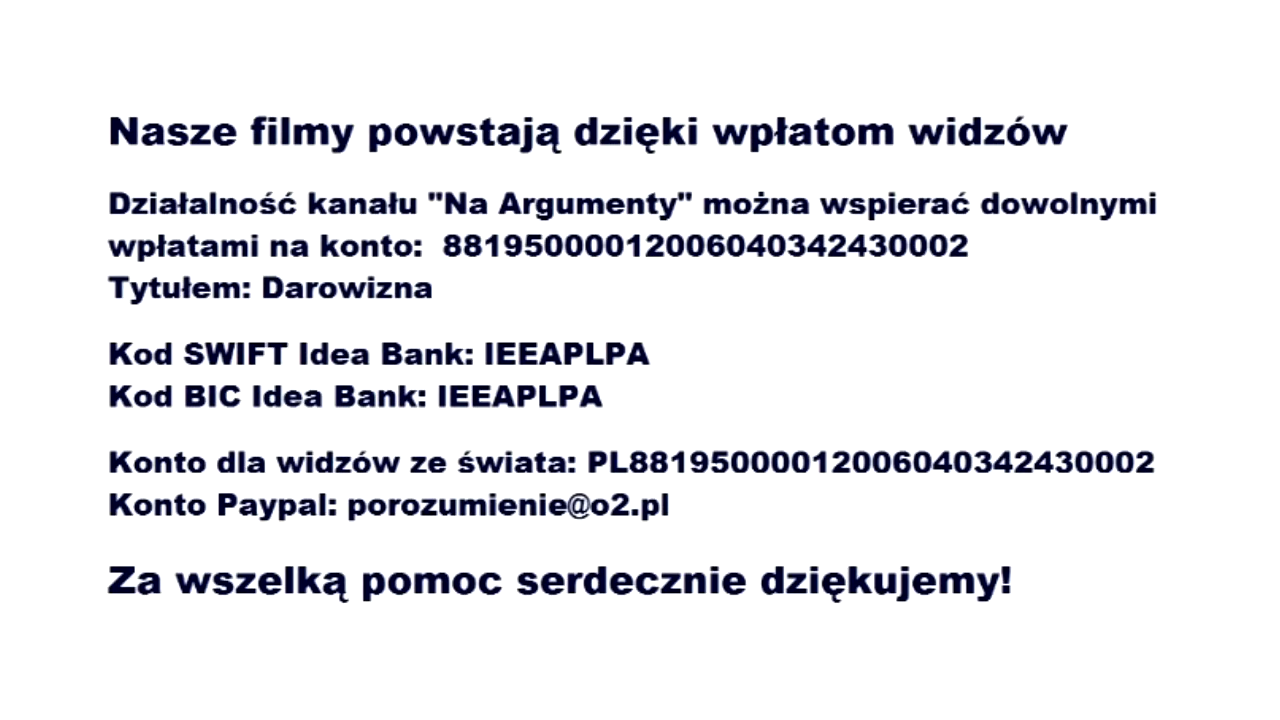 Nasze filmy powstają dzięki wpłatom widzów
Działalność kanału "Na Argumenty" można wspierać dowolnymi
wpłatami na konto: 88195000012006040342430002
Tytułem: Darowizna
Kod SWIFT Idea Bank: IEEAPLPA
Kod BIC Idea Bank: IEEAPLPA
Konto dla widzów ze świata: PL88195000012006040342430002
Konto Paypal: porozumienie@o2.pl
Za wszelką pomoc serdecznie dziękujemy!